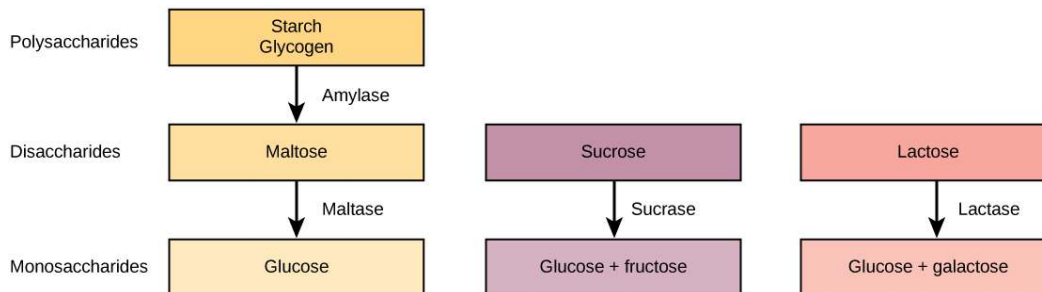 Polysaccharides
Starch
Glycogen
Amylase
Disaccharides
Maltose
Sucrose
Lactose
Maltase
Sucrase
Lactase
Monosaccharides
Glucose
Glucose + fructose
Glucose + galactose